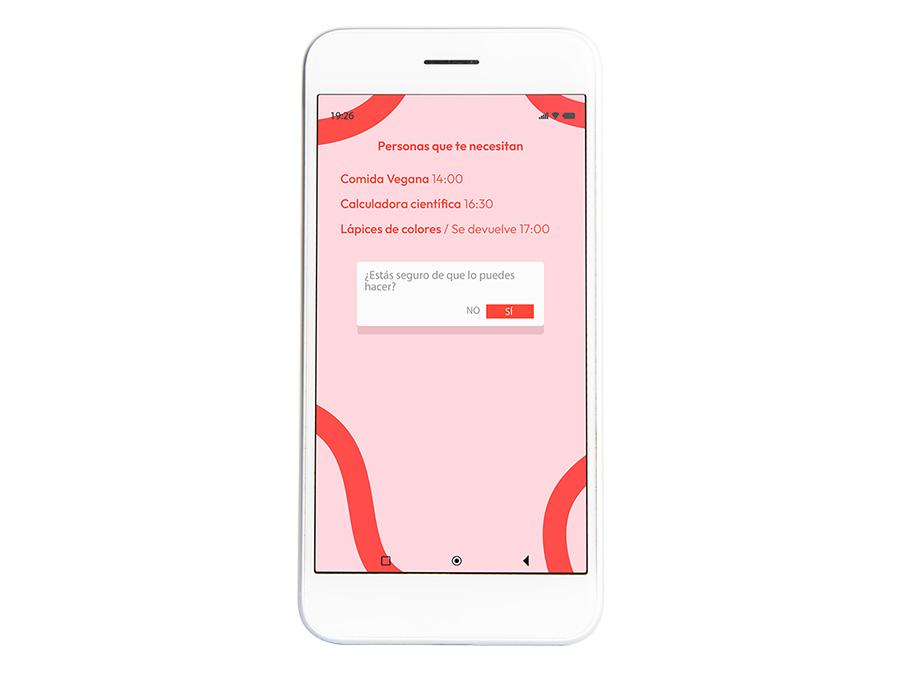 19:26
Personas que te necesitan
Comida Vegana 14:00
Calculadora científica 16:30
Lápices de colores / Se devuelve 17:00
¿Estás seguro de que lo puedes
hacer?
NO SÍ